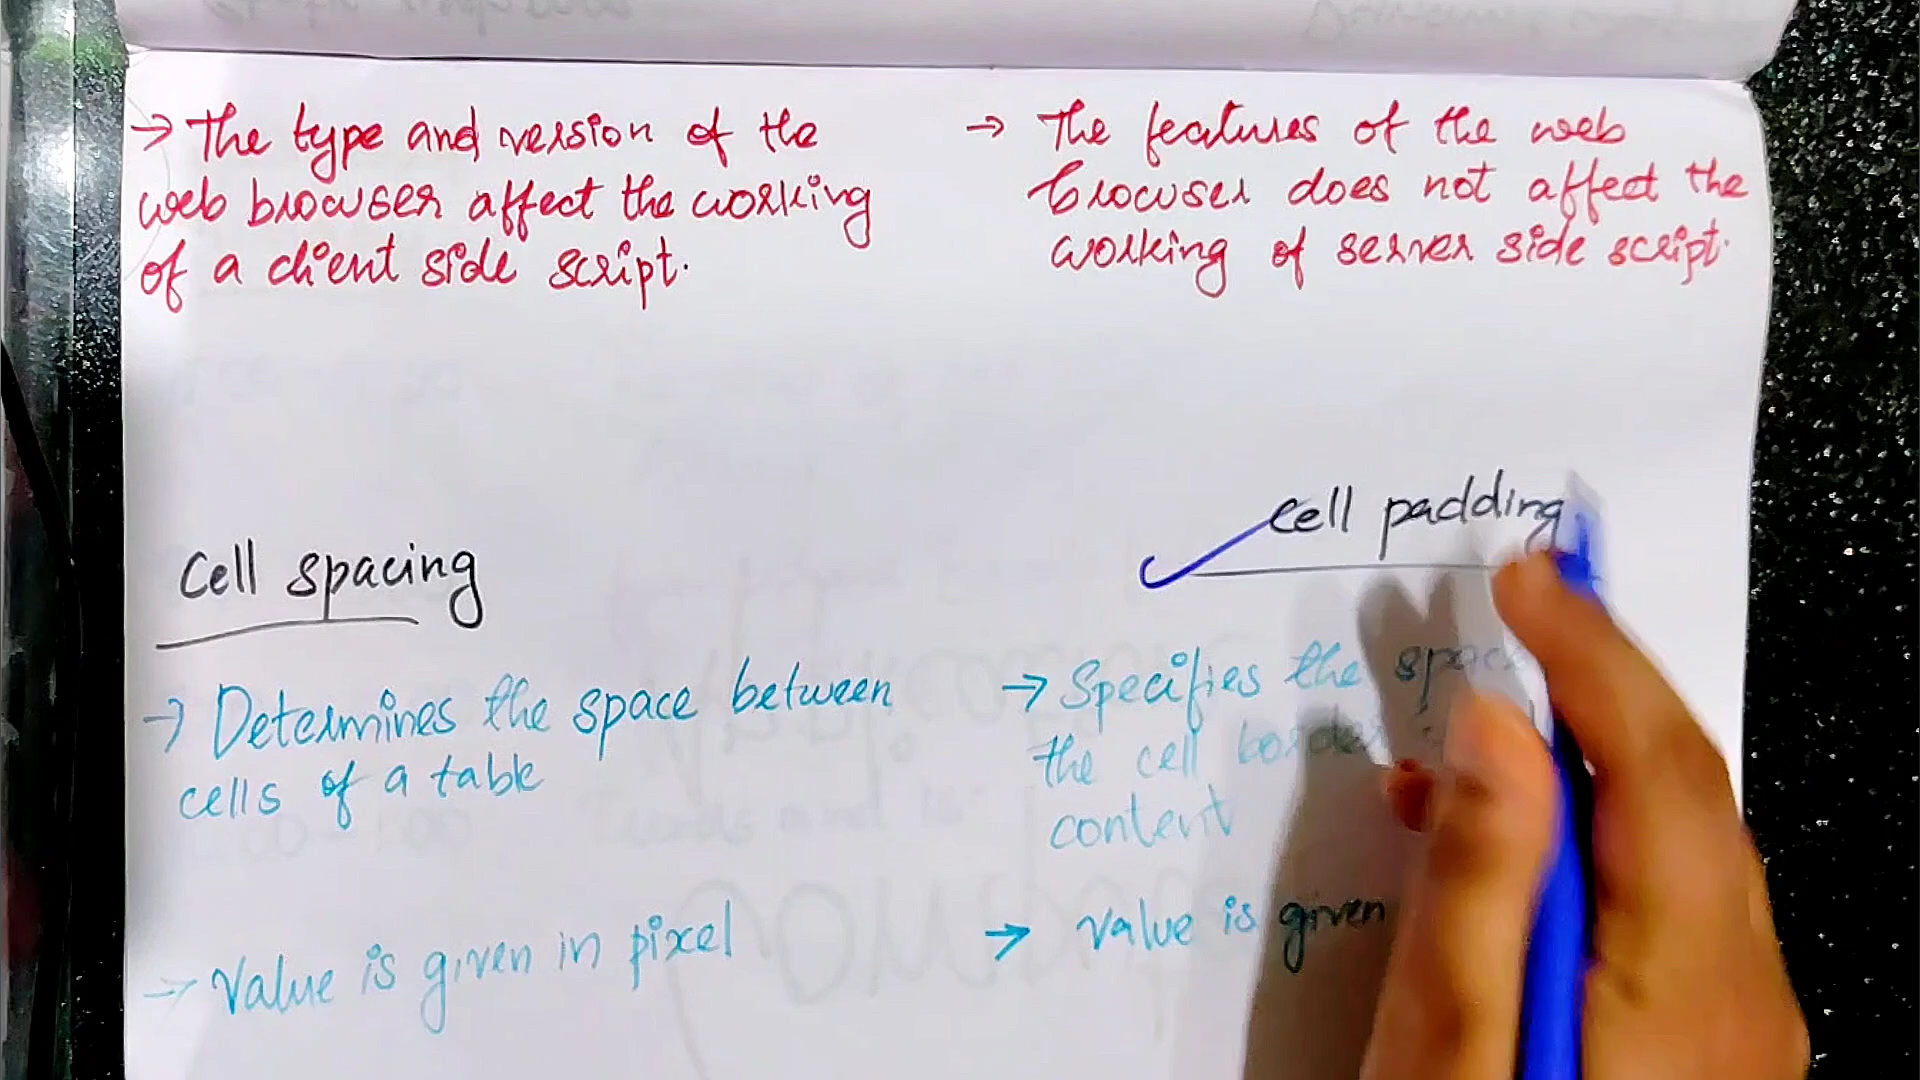 → The type and version of the
web browser affect the working
of a client side script.
→ The features of the web
browser does not affect the
working of server side script.
Cell spacing
→ Determines the space between
cells of a table
→ Value is given in pixel
Cell padding
→ Specifies the space
the cell border
content
→ Value is given